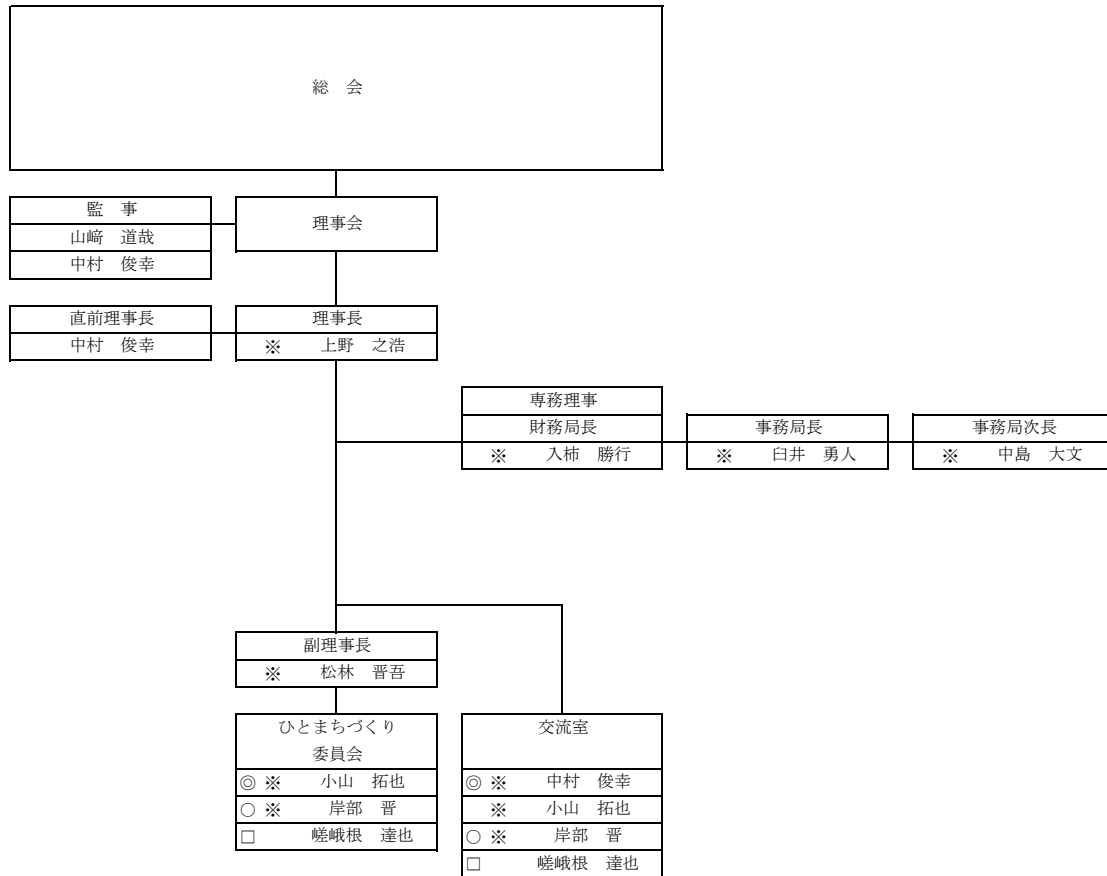 総　会
監　事
山﨑　道哉
中村　俊幸
理事会
直前理事長
中村　俊幸
理事長
※　上野　之浩
専務理事
財務局長
※　入柿　勝行
事務局長
※　臼井　勇人
事務局次長
※　中島　大文
副理事長
※　松林　晋吾
ひとまちづくり
委員会
◎ ※　小山　拓也
○ ※　岸部　晋
□　嵯峨根　達也
交流室
◎ ※　中村　俊幸
※　小山　拓也
○ ※　岸部　晋
□　嵯峨根　達也